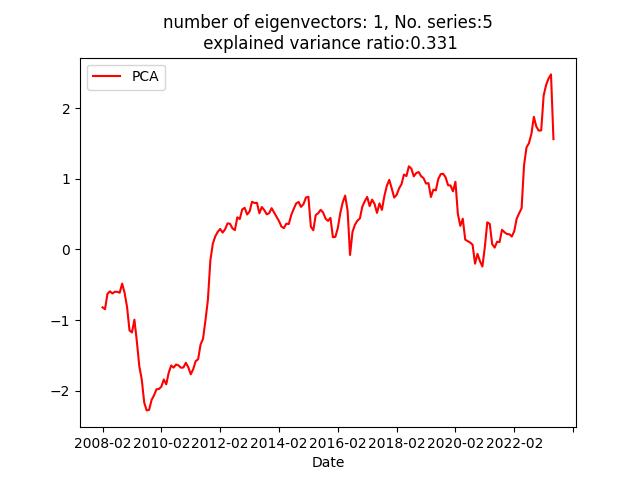 number of eigenvectors: 1, No. series:5
explained variance ratio:0.331
PCA
2
1
0
−1
−2
2008-02 2010-02 2012-02 2014-02 2016-02 2018-02 2020-02 2022-02
Date